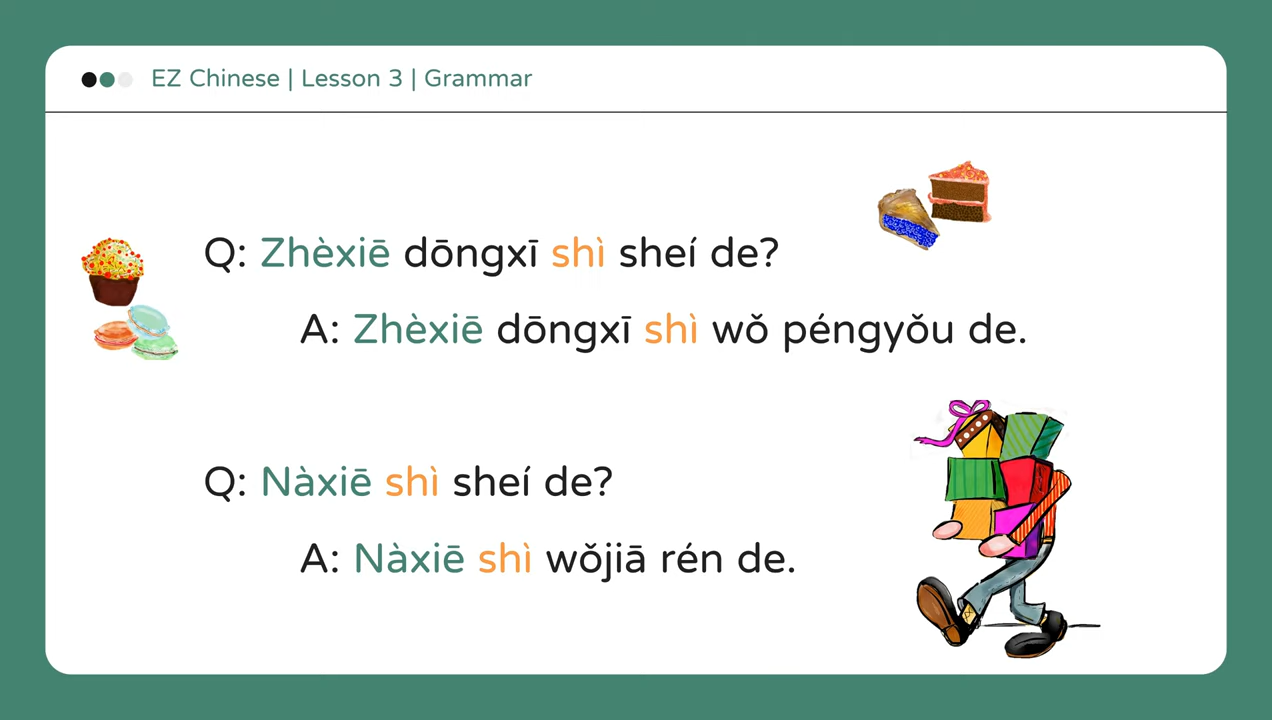 EZ Chinese | Lesson 3 | Grammar
Q: Zhèxiē dōngxī shì sheí de?
A: Zhèxiē dōngxī shì wǒ péngyǒu de.
Q: Nàxiē shì sheí de?
A: Nàxiē shì wǒjiā rén de.